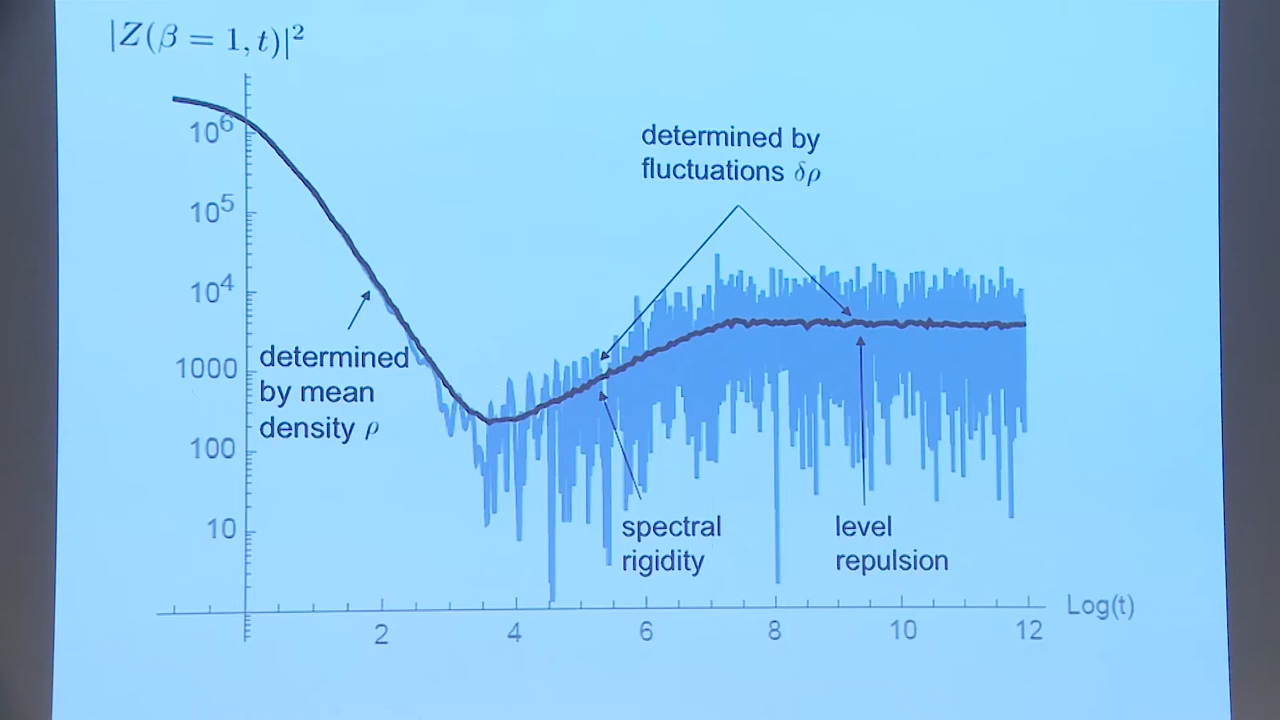 |Z(β = 1, t)|²
10⁶
10⁵
10⁴
1000
100
10
determined by
fluctuations δρ
determined
by mean
density ρ
spectral
rigidity
level
repulsion
Log(t)
2 4 6 8 10 12